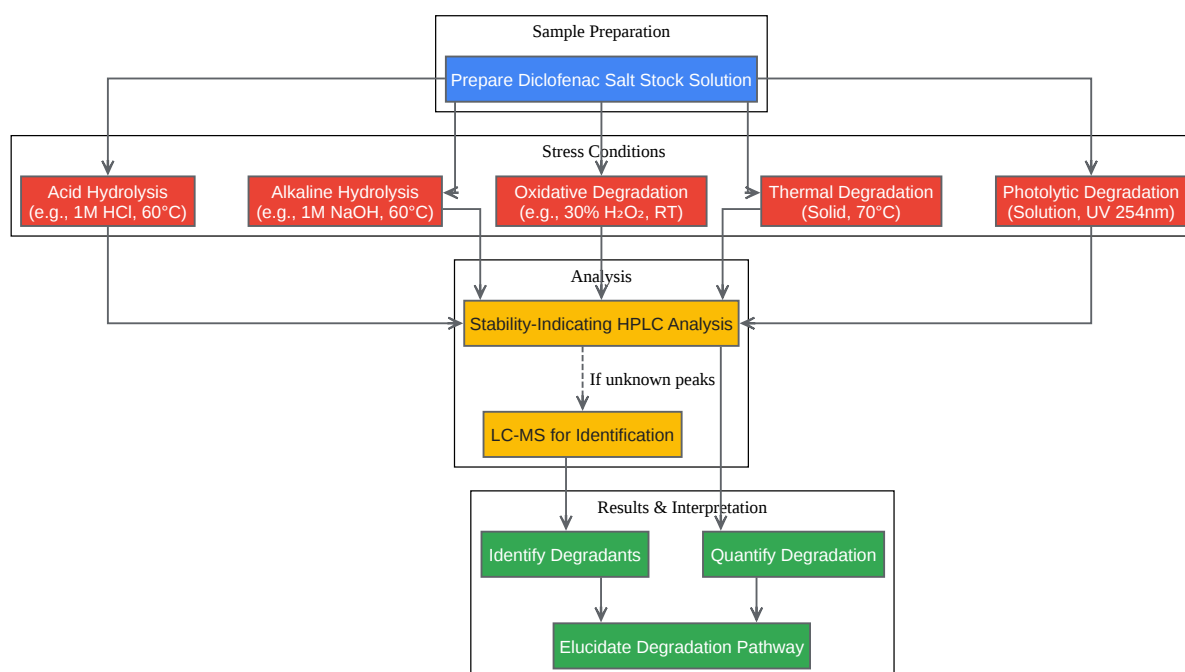 Sample Preparation
Prepare Diclofenac Salt Stock Solution
Stress Conditions
Acid Hydrolysis
(e.g., 1M HCl, 60°C)
Alkaline Hydrolysis
(e.g., 1M NaOH, 60°C)
Oxidative Degradation
(e.g., 30% H₂O₂, RT)
Thermal Degradation
(Solid, 70°C)
Photolytic Degradation
(Solution, UV 254nm)
Analysis
Stability-Indicating HPLC Analysis
If unknown peaks
LC-MS for Identification
Results & Interpretation
Identify Degradants
Quantify Degradation
Elucidate Degradation Pathway